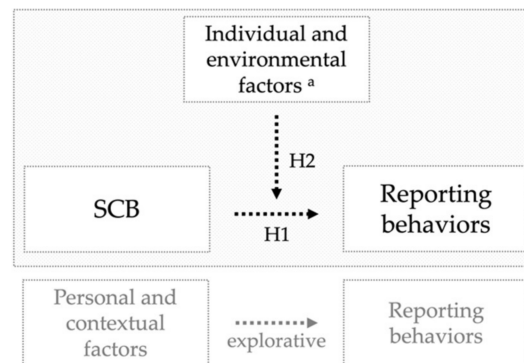 Individual and
environmental
factors ᵃ
H2
SCB
H1
Reporting
behaviors
Personal and
contextual
factors
explorative
Reporting
behaviors